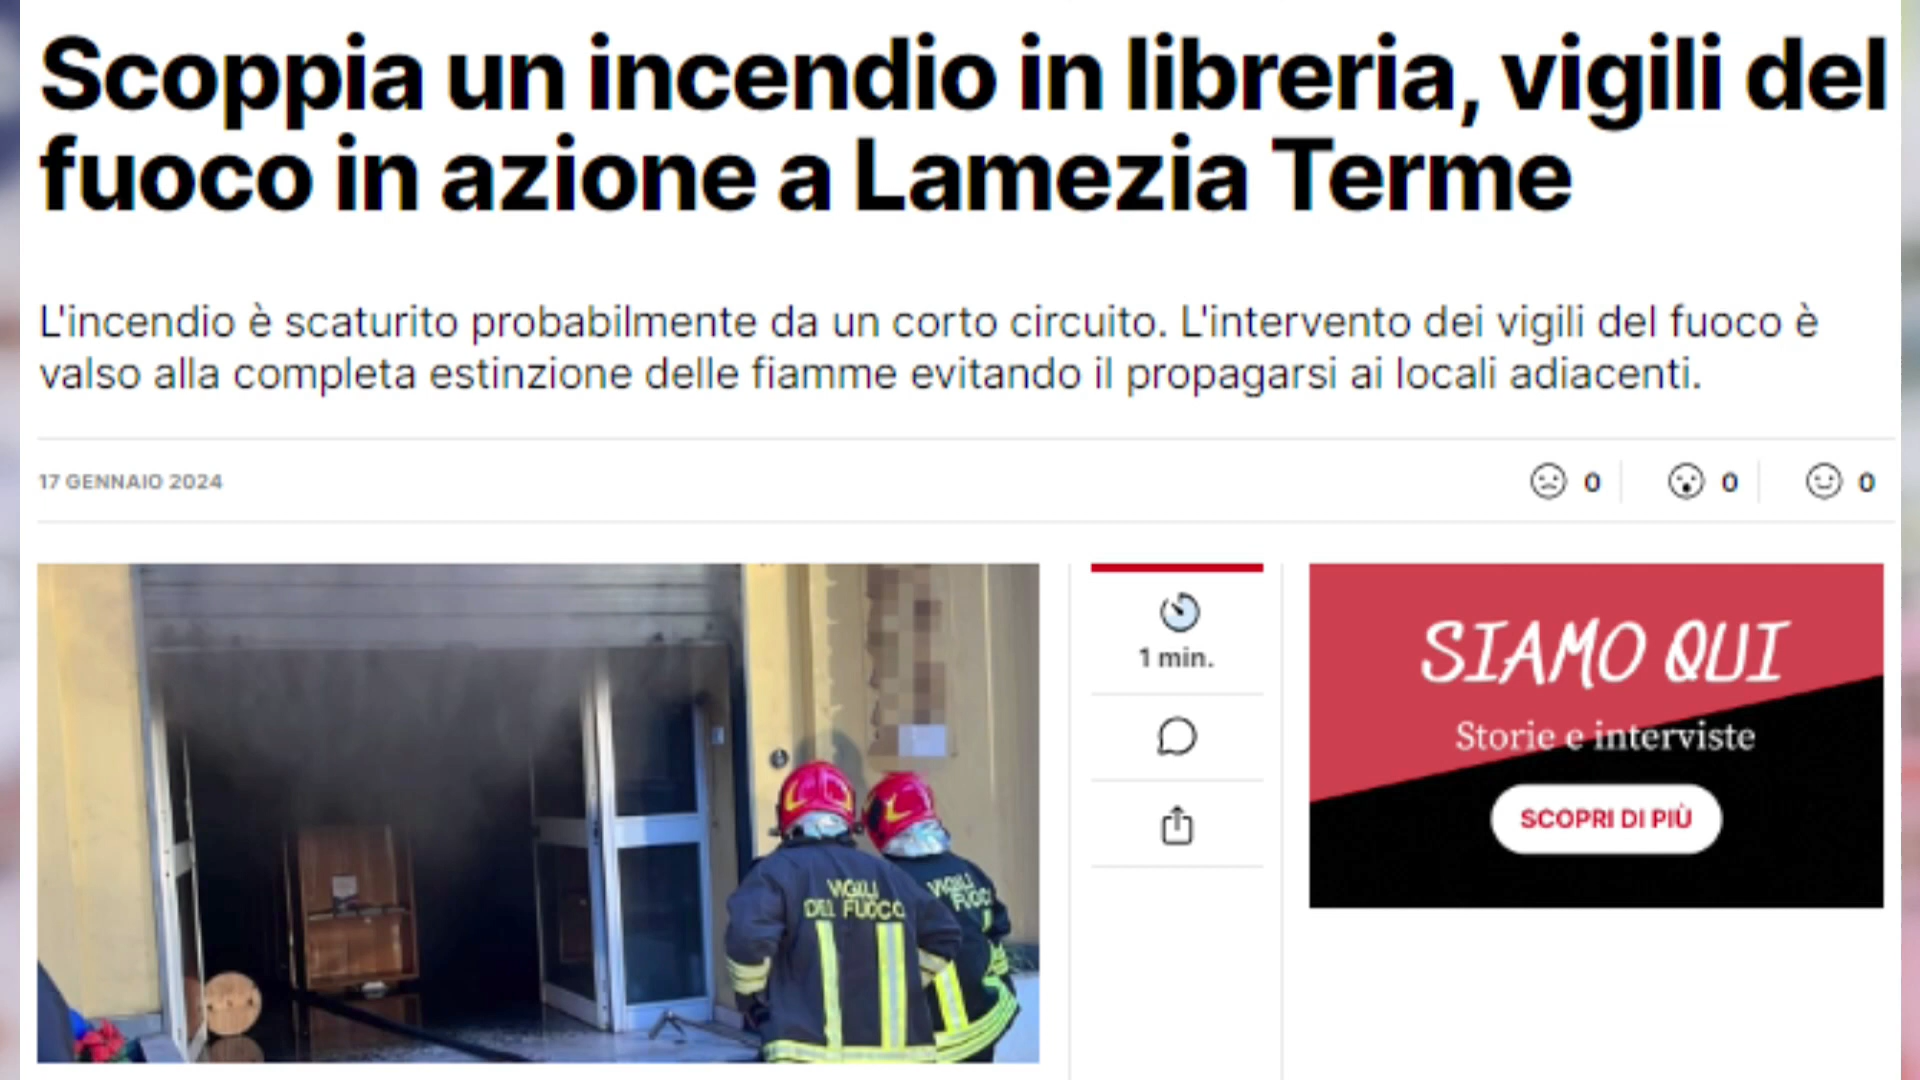 Scoppia un incendio in libreria, vigili del
fuoco in azione a Lamezia Terme
L'incendio è scaturito probabilmente da un corto circuito. L'intervento dei vigili del fuoco è
valso alla completa estinzione delle fiamme evitando il propagarsi ai locali adiacenti.
17 GENNAIO 2024
0
0
0
VIGILI
DEL FUOCO
VIGILI
FUOCO
1 min.
SIAMO QUI
Storie e interviste
SCOPRI DI PIÙ